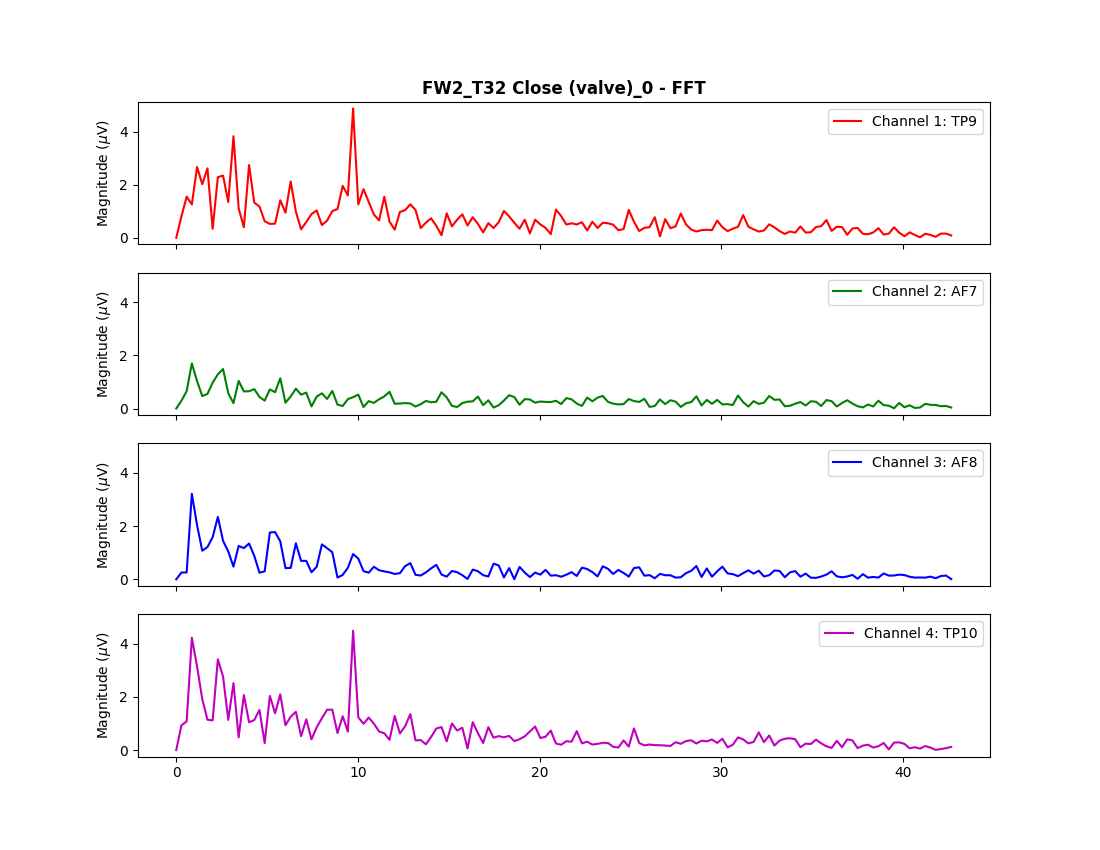 FW2_T32 Close (valve)_0 - FFT
Channel 1: TP9
Magnitude (μV)
4
2
0
Channel 2: AF7
Magnitude (μV)
4
2
0
Channel 3: AF8
Magnitude (μV)
4
2
0
Channel 4: TP10
Magnitude (μV)
4
2
0
0 10 20 30 40